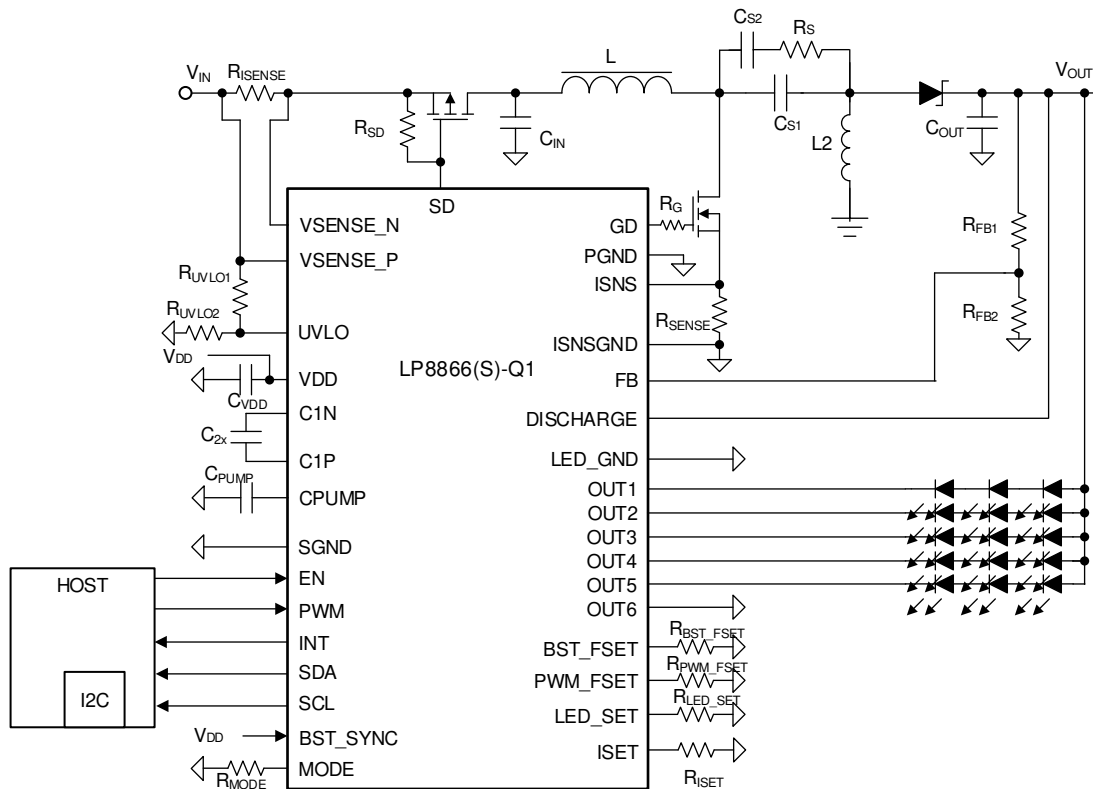 CS2
RS
VIN
RISENSE
L
VOUT
RSD
CIN
CS1
L2
COUT
SD
RG
VSENSE_N
GD
RFB1
VSENSE_P
PGND
RUVLO1
ISNS
RUVLO2
RSENSE
RFB2
UVLO
ISNSGND
VDD
LP8866(S)-Q1
VDD
FB
CVDD
C1N
DISCHARGE
C2x
C1P
LED_GND
CPUMP
CPUMP
OUT1
OUT2
SGND
OUT3
HOST
EN
OUT4
OUT5
PWM
OUT6
INT
RBST_FSET
BST_FSET
SDA
RPWM_FSET
PWM_FSET
I2C
SCL
RLED_SET
LED_SET
VDD
BST_SYNC
ISET
MODE
RMODE
RISET